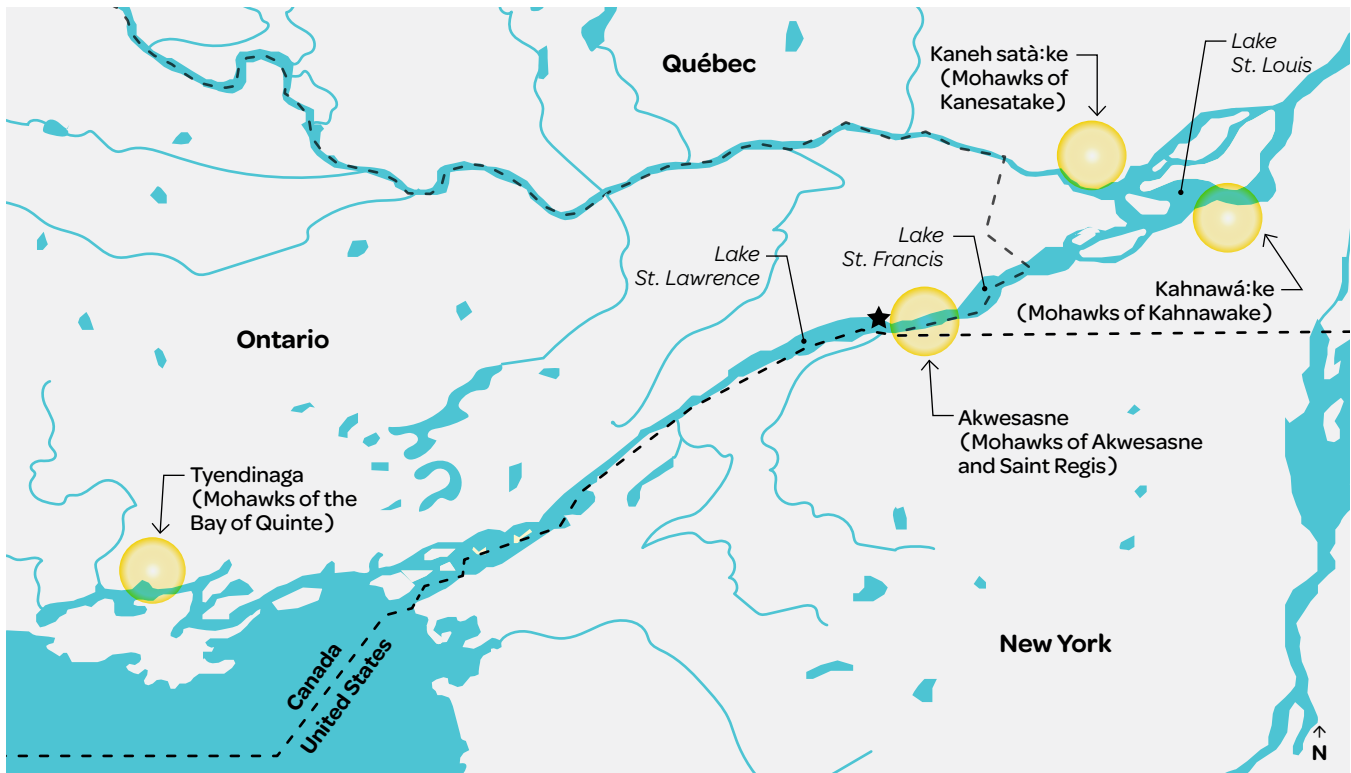 Québec
Kaneh satà:ke
(Mohawks of
Kanesatake)
Lake
St. Louis
Lake
St. Francis
Lake
St. Lawrence
Kahnawá:ke
(Mohawks of Kahnawake)
Ontario
Akwesasne
(Mohawks of Akwesasne
and Saint Regis)
Tyendinaga
(Mohawks of the
Bay of Quinte)
New York
Canada
United States
N